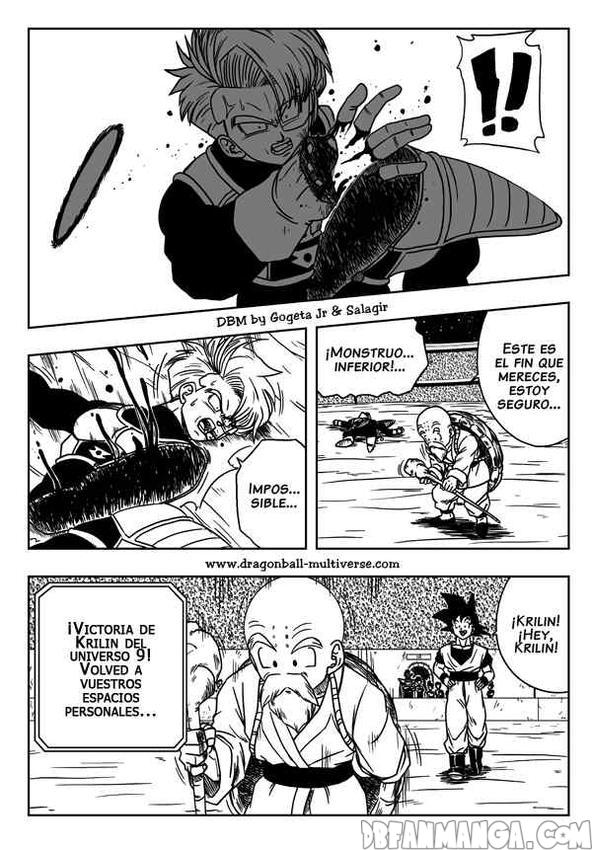 !!
DBM by Gogeta Jr & Salagir
¡Monstruo...
inferior!...
Este es
el fin que
mereces,
estoy
seguro...
Impos...
sible...
www.dragonball-multiverse.com
¡Victoria de
Krilin del
universo 9!
Volved a
vuestros
espacios
personales...
¡Krilin!
¡Hey,
Krilin!
DBFANMANGA.COM